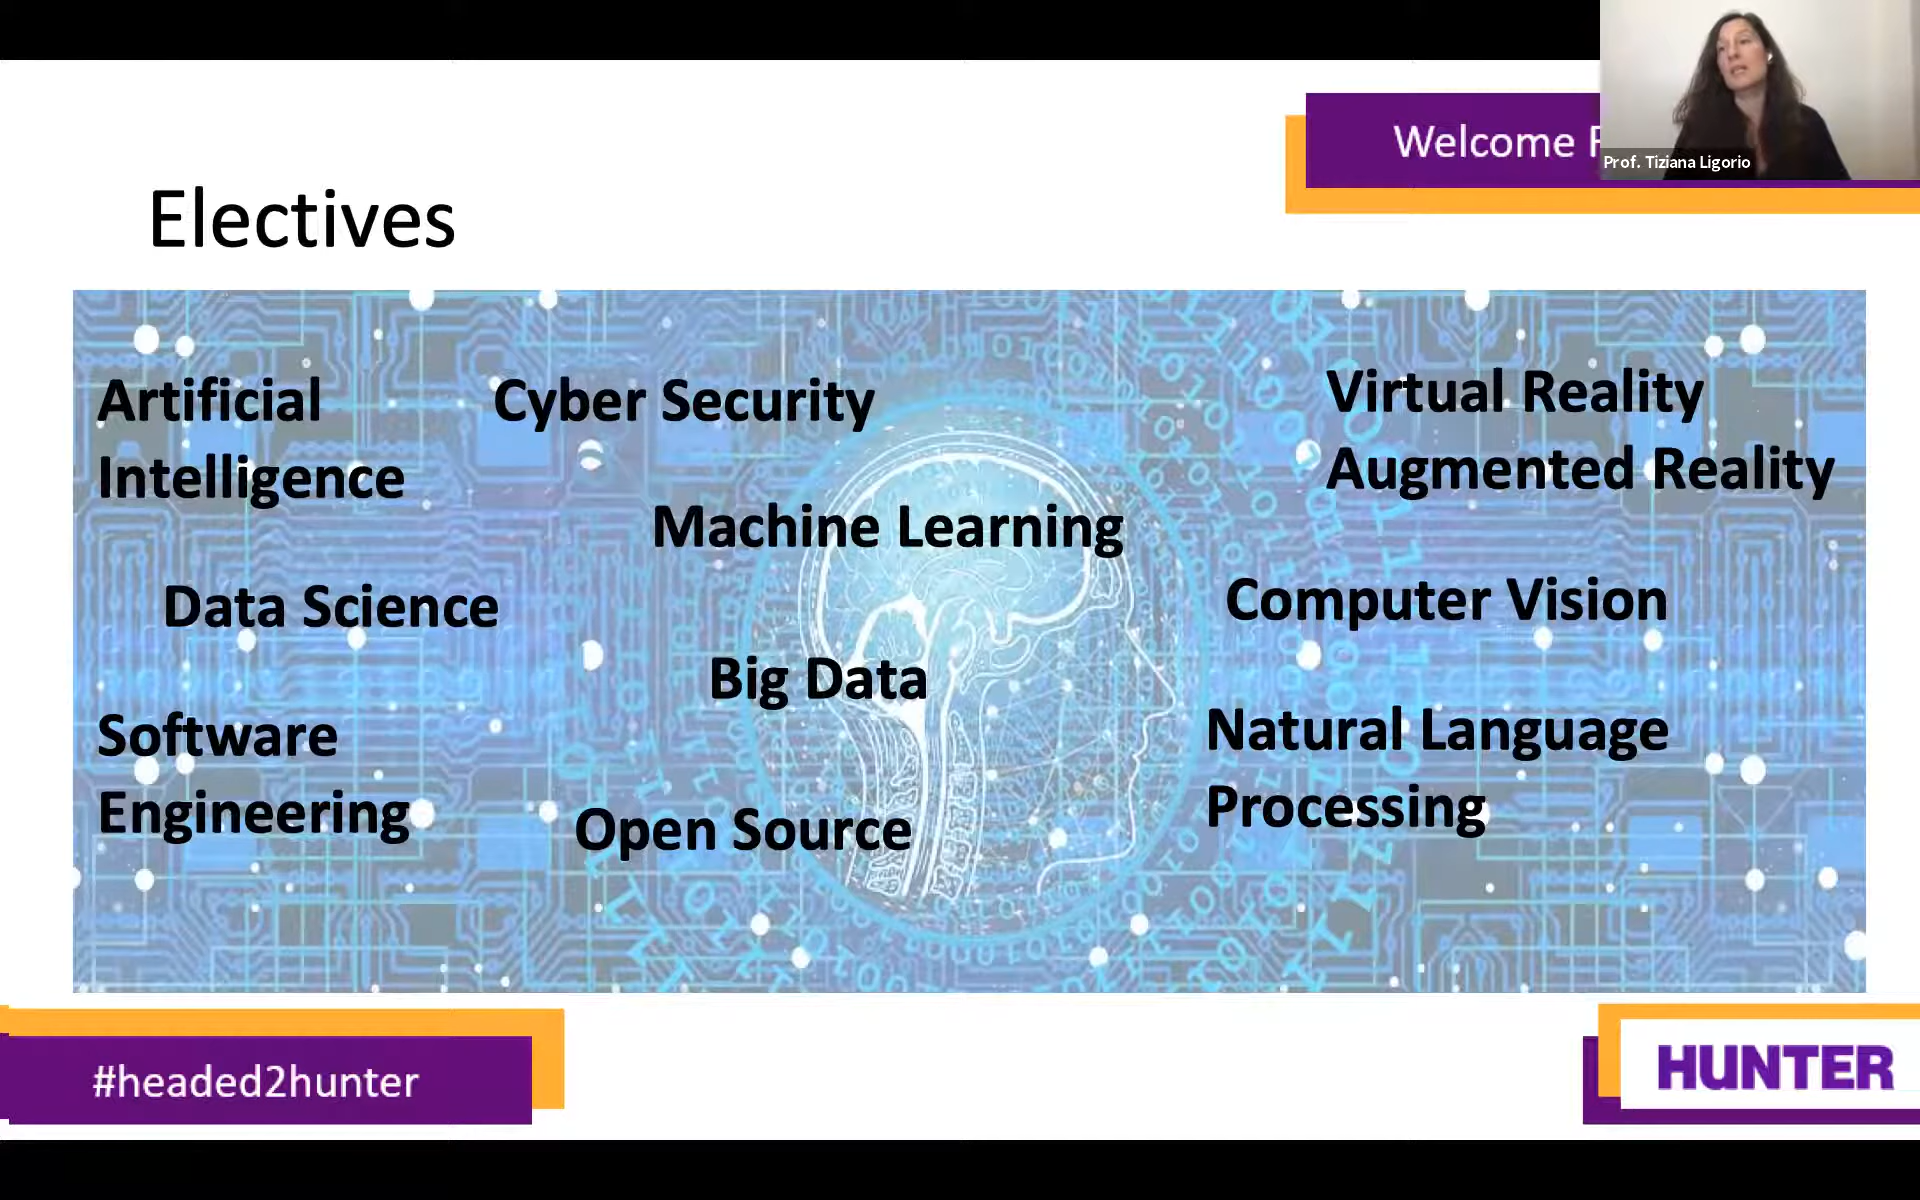 Welcome
Prof. Tiziana Ligorio
Electives
Artificial
Intelligence
Cyber Security
Virtual Reality
Augmented Reality
Machine Learning
Data Science
Computer Vision
Big Data
Software
Engineering
Natural Language
Processing
Open Source
#headed2hunter
HUNTER